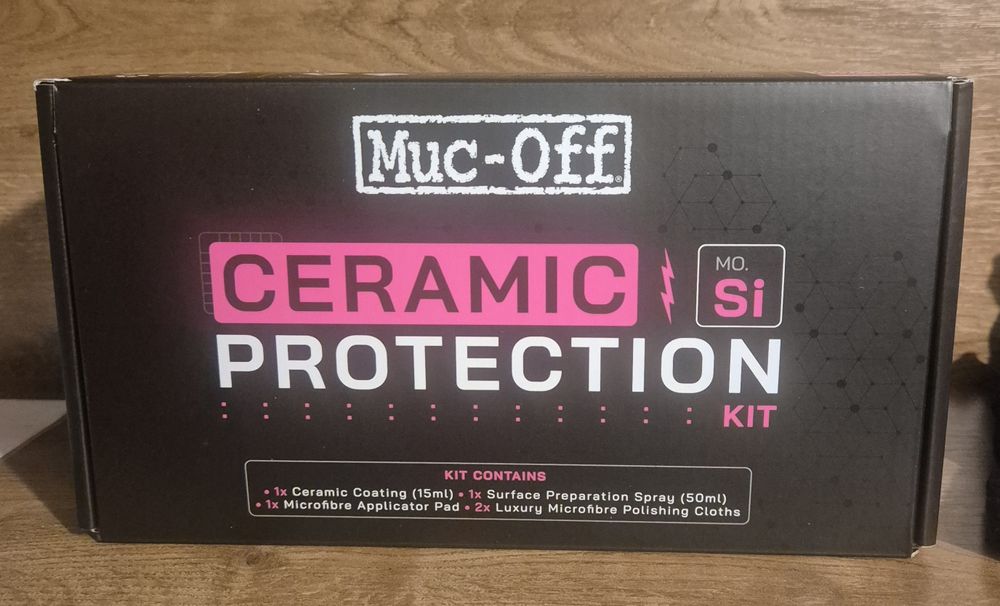 Muc-Off®
CERAMIC
MO.
Si
PROTECTION
KIT
KIT CONTAINS
• 1x Ceramic Coating (15ml) • 1x Surface Preparation Spray (50ml)
• 1x Microfibre Applicator Pad • 2x Luxury Microfibre Polishing Cloths